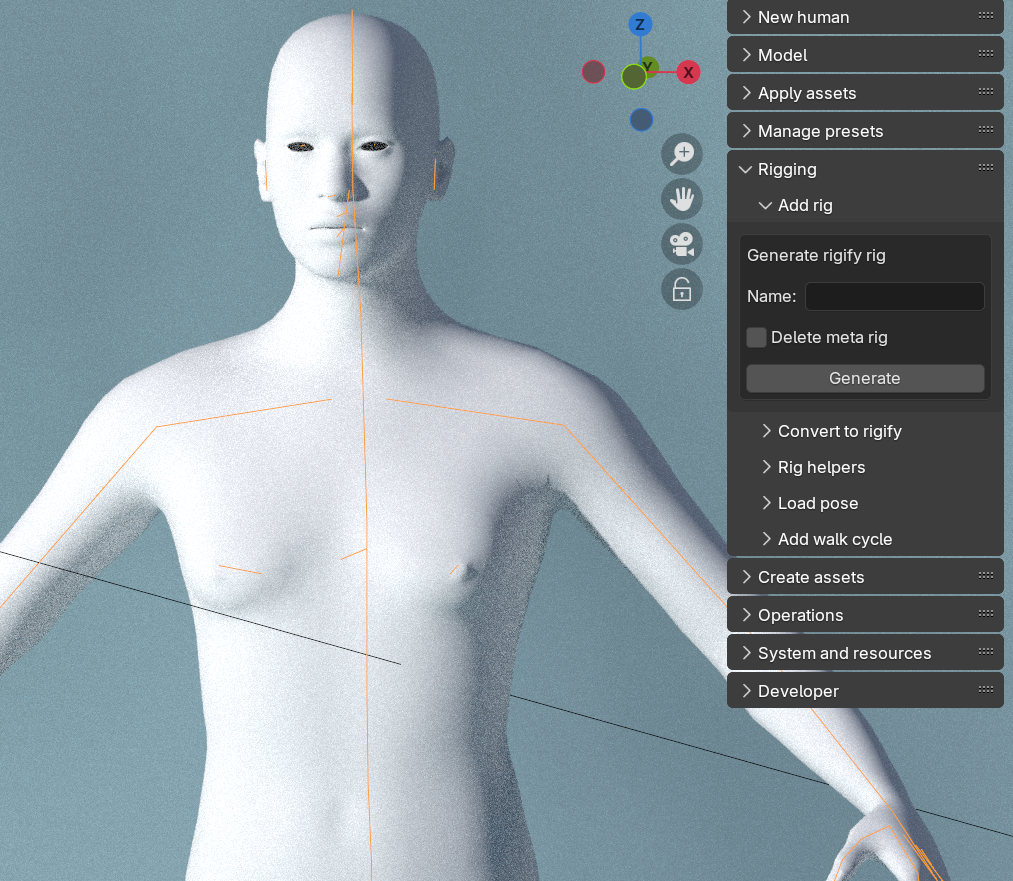 Z
Y
X
New human
Model
Apply assets
Manage presets
Rigging
Add rig
Generate rigify rig
Name:
Delete meta rig
Generate
Convert to rigify
Rig helpers
Load pose
Add walk cycle
Create assets
Operations
System and resources
Developer